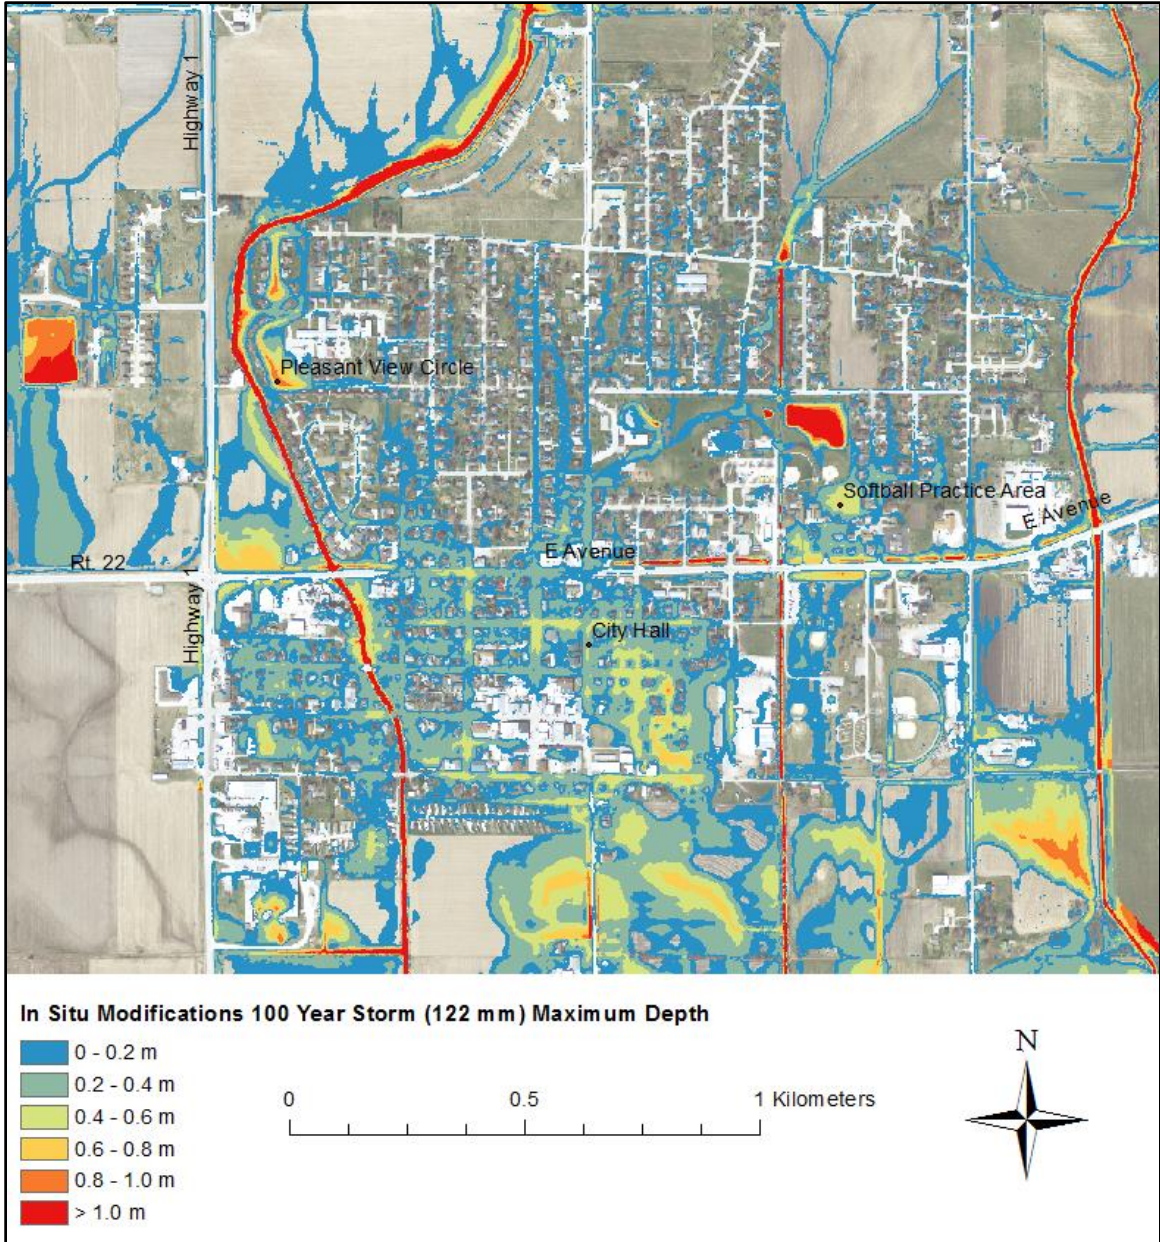 Highway 1
Pleasant View Circle
Softball Practice Area
E Avenue
E Avenue
Rt. 22
City Hall
Highway 1
In Situ Modifications 100 Year Storm (122 mm) Maximum Depth
0 - 0.2 m
0.2 - 0.4 m
0.4 - 0.6 m
0.6 - 0.8 m
0.8 - 1.0 m
> 1.0 m
0 0.5 1 Kilometers
N